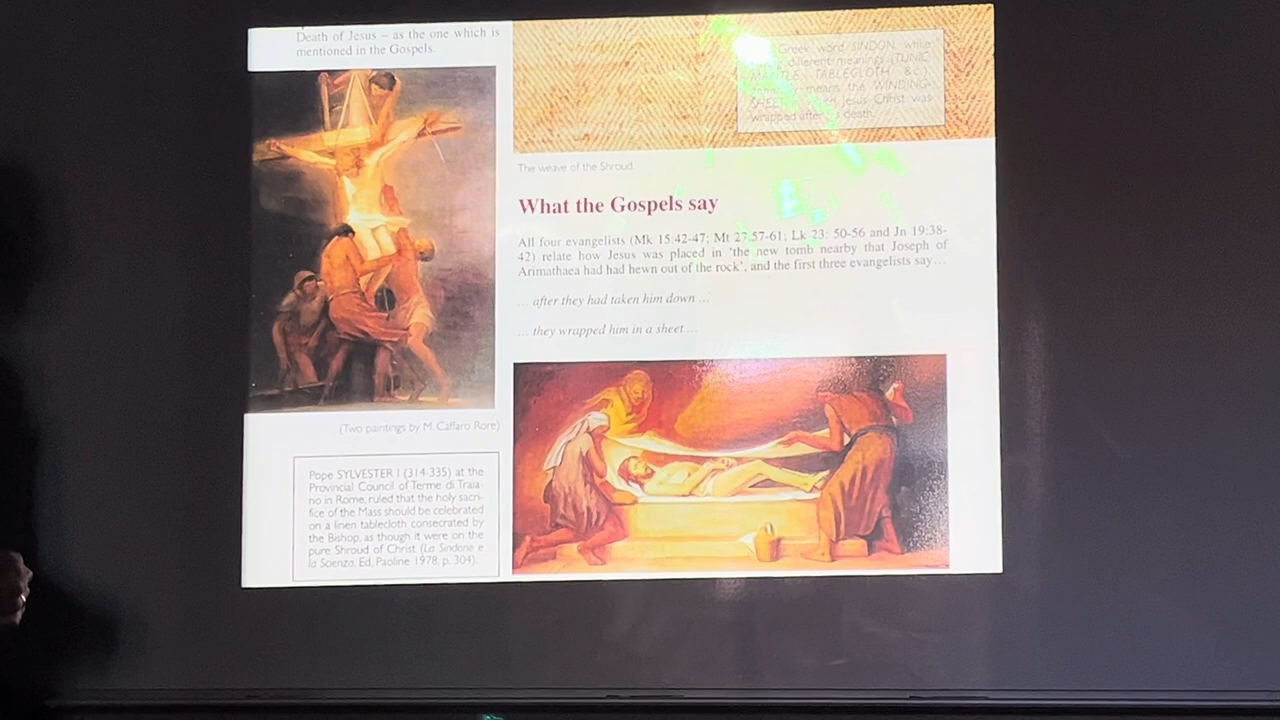 Death of Jesus – as the one which is
mentioned in the Gospels.
(Two paintings by M. Caffaro Rore)
Pope SYLVESTER I (314-335) at the
Provincial Council of Terme di Traia-
no in Rome, ruled that the holy sacri-
fice of the Mass should be celebrated
on a linen tablecloth consecrated by
the Bishop, as though it were on the
pure Shroud of Christ (La Sindone e
la Scienza, Ed. Paoline 1978, p. 304).
Greek word SINDON, while
different meanings (TUNIC,
MANTLE, TABLECLOTH &c.)
means the WINDING-
SHEET Jesus Christ was
wrapped after his death.
The weave of the Shroud.
What the Gospels say
All four evangelists (Mk 15:42-47; Mt 27:57-61; Lk 23: 50-56 and Jn 19:38-
42) relate how Jesus was placed in 'the new tomb nearby that Joseph of
Arimathaea had had hewn out of the rock', and the first three evangelists say…
… after they had taken him down …
… they wrapped him in a sheet …